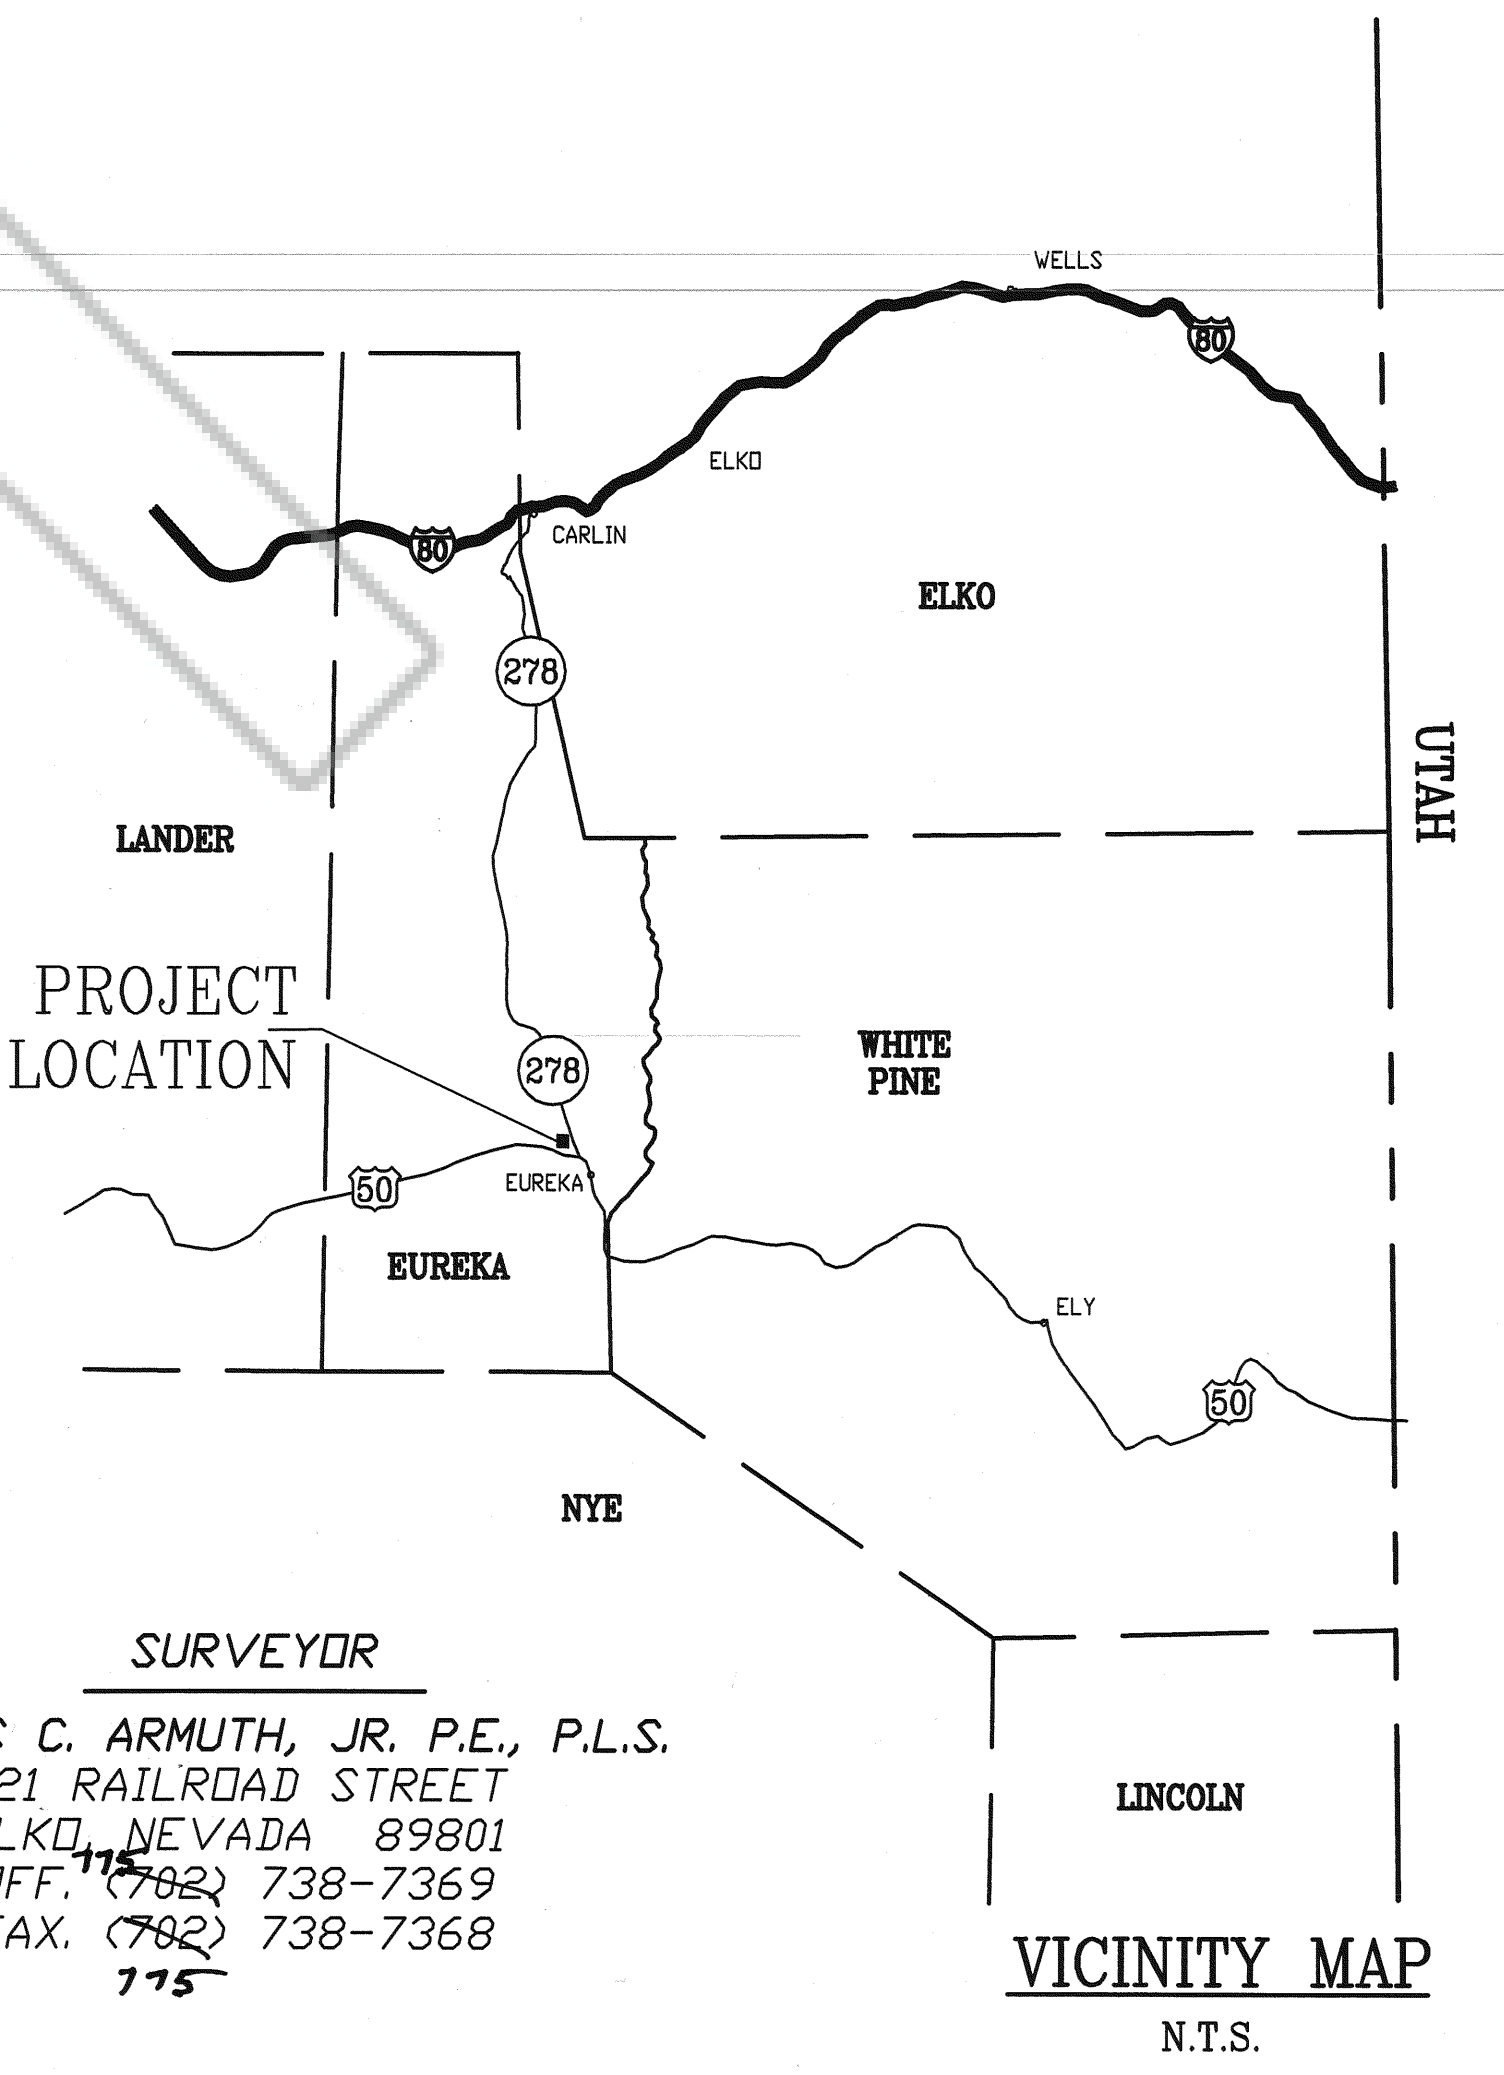 WELLS
80
ELKO
CARLIN
80
ELKO
278
UTAH
LANDER
PROJECT
LOCATION
WHITE
PINE
278
50
EUREKA
EUREKA
ELY
50
NYE
SURVEYOR
C. ARMUTH, JR. P.E., P.L.S.
21 RAILROAD STREET
LKO, NEVADA 89801
775
FF. (702) 738-7369
AX. (702) 738-7368
775
LINCOLN
VICINITY MAP
N.T.S.